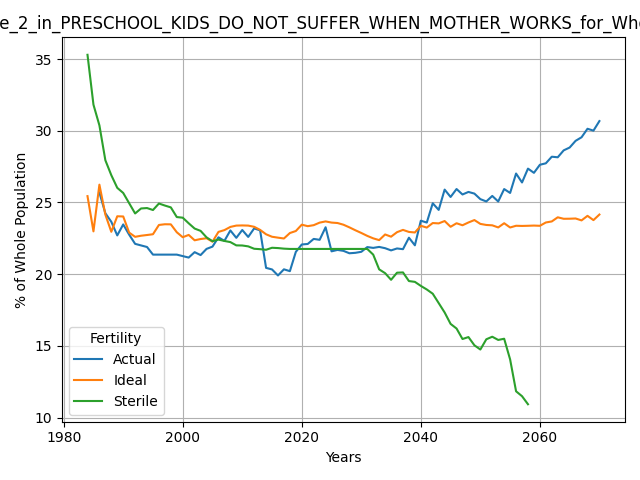 e_2_in_PRESCHOOL_KIDS_DO_NOT_SUFFER_WHEN_MOTHER_WORKS_for_Who
% of Whole Population
35
30
25
20
15
10
Fertility
Actual
Ideal
Sterile
1980
2000
2020
2040
2060
Years